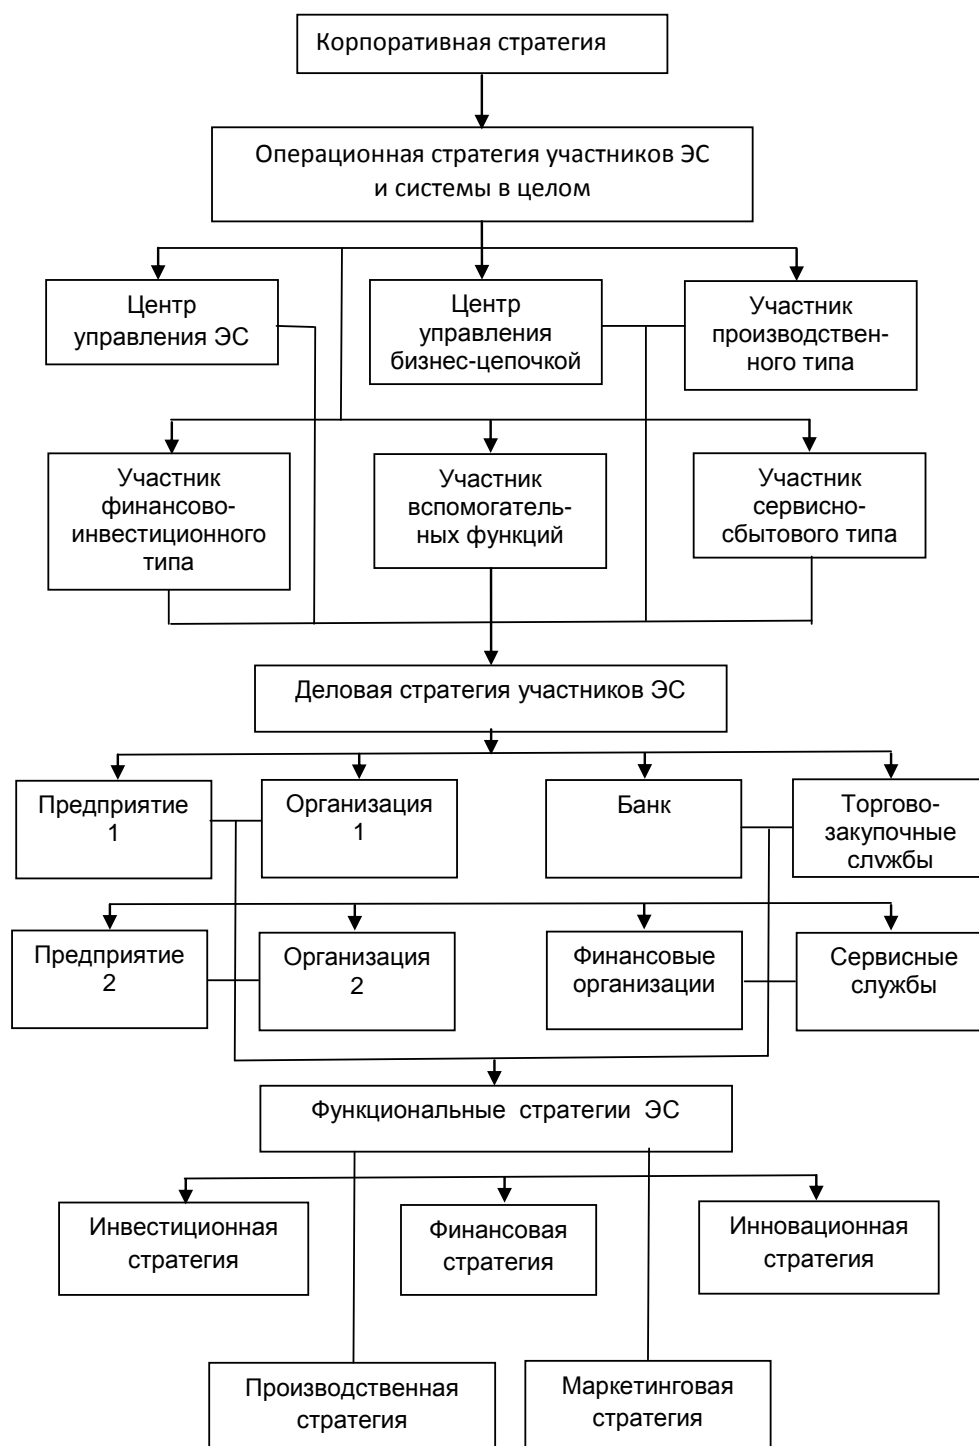 Корпоративная стратегия
Операционная стратегия участников ЭС
и системы в целом
Центр
управления ЭС
Центр
управления
бизнес-цепочкой
Участник
производствен-
ного типа
Участник
финансово-
инвестиционного
типа
Участник
вспомогатель-
ных функций
Участник
сервисно-
сбытового типа
Деловая стратегия участников ЭС
Предприятие
1
Организация
1
Банк
Торгово-
закупочные
службы
Предприятие
2
Организация
2
Финансовые
организации
Сервисные
службы
Функциональные стратегии ЭС
Инвестиционная
стратегия
Финансовая
стратегия
Инновационная
стратегия
Производственная
стратегия
Маркетинговая
стратегия